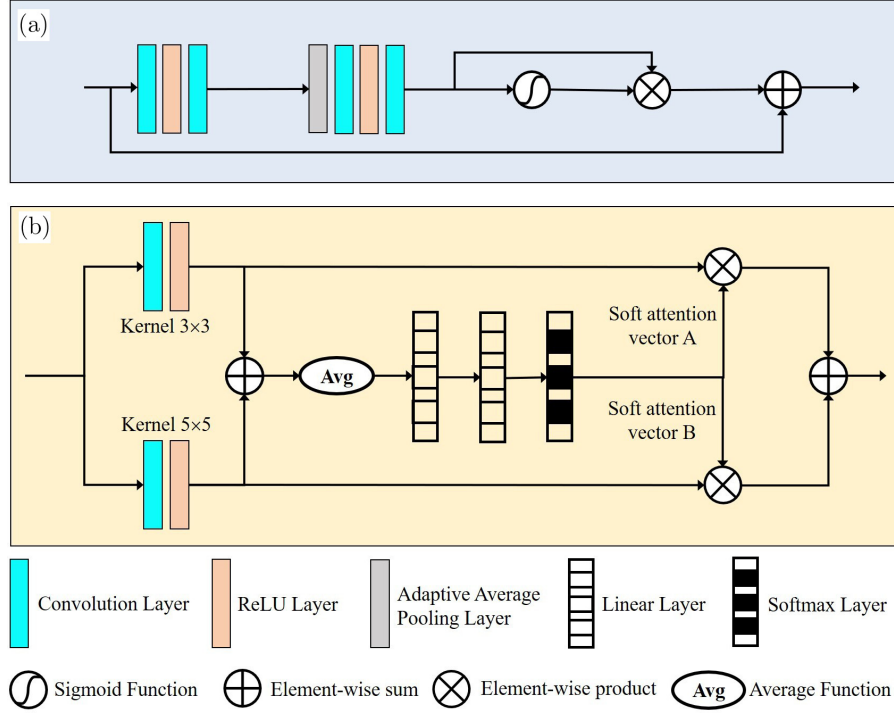 (a)
(b)
Kernel 3×3
Soft attention
vector A
Avg
Kernel 5×5
Soft attention
vector B
Convolution Layer
ReLU Layer
Adaptive Average
Pooling Layer
Linear Layer
Softmax Layer
Sigmoid Function
Element-wise sum
Element-wise product
Avg
Average Function